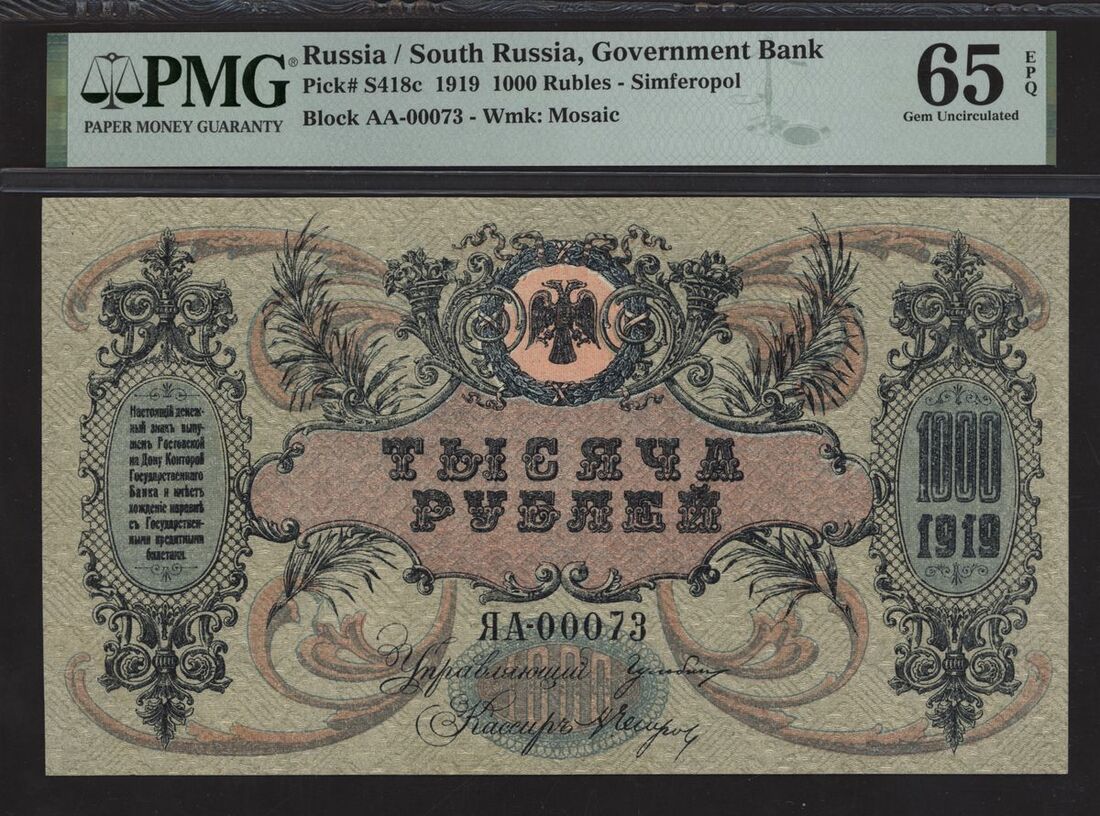 PMG®
PAPER MONEY GUARANTY
Russia / South Russia, Government Bank
Pick# S418c 1919 1000 Rubles - Simferopol
Block AA-00073 - Wmk: Mosaic
65
EPQ
Gem Uncirculated
Настоящій денеж-
ный знакъ выпу-
щенъ Ростовской
на Дону Конторой
Государственнаго
Банка и имѣетъ
хожденіе наравнѣ
съ Государствен-
ными кредитными
билетами.
ТЫСЯЧА
РУБЛЕЙ
1000
1919
ЯА-00073
Управляющій
1000
Кассиръ